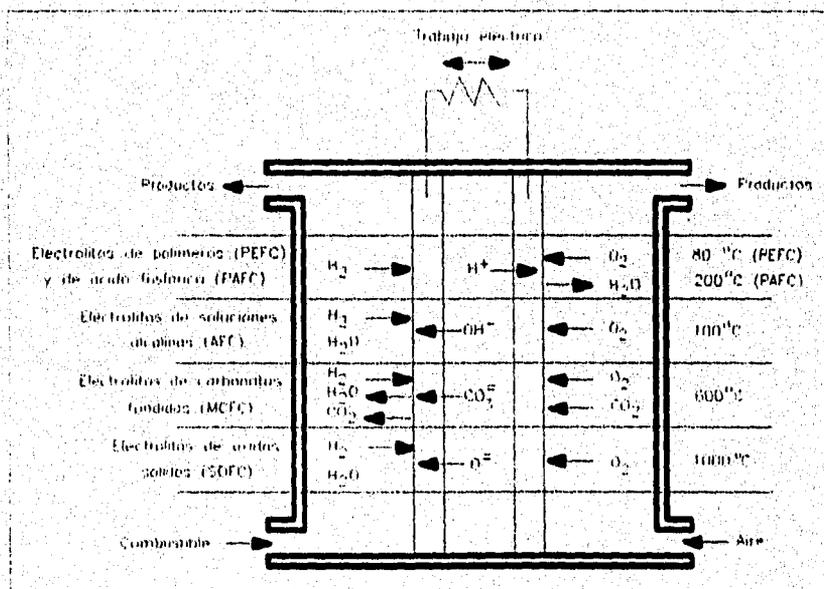 Trabajo eléctrico
Productos
Productos
Electrolitos de polímeros (PEFC)
y de ácido fosfórico (PAFC)
H2
H+
O2
H2O
80 °C (PEFC)
200°C (PAFC)
Electrolitos de soluciones
alcalinas (AFC)
H2
H2O
OH-
O2
100°C
Electrolitos de carbonatos
fundidos (MCFC)
H2
H2O
CO2
CO3=
O2
CO2
600°C
Electrolitos de óxidos
sólidos (SOFC)
H2
H2O
O=
O2
1000°C
Combustible
Aire